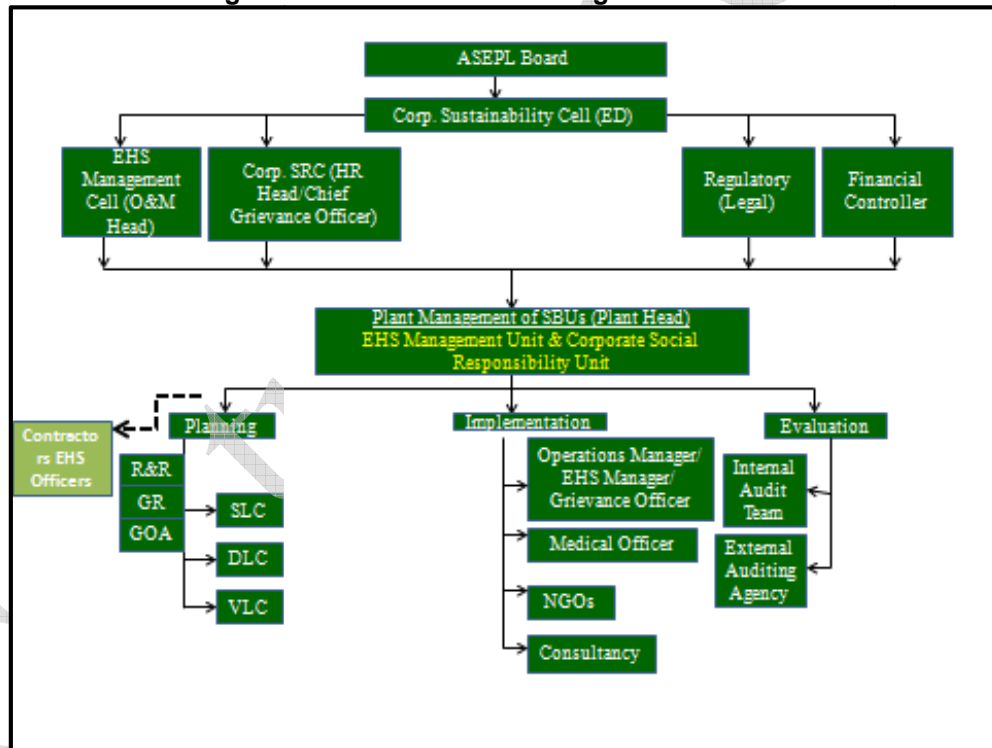 ASEPL Board
Corp. Sustainability Cell (ED)
EHS
Management
Cell (O&M
Head)
Corp. SRC (HR
Head/Chief
Grievance Officer)
Regulatory
(Legal)
Financial
Controller
Plant Management of SBUs (Plant Head)
EHS Management Unit & Corporate Social
Responsibility Unit
Contracto
rs EHS
Officers
Planning
R&R
GR
GOA
SLC
DLC
VLC
Implementation
Operations Manager/
EHS Manager/
Grievance Officer
Medical Officer
NGOs
Consultancy
Evaluation
Internal
Audit
Team
External
Auditing
Agency